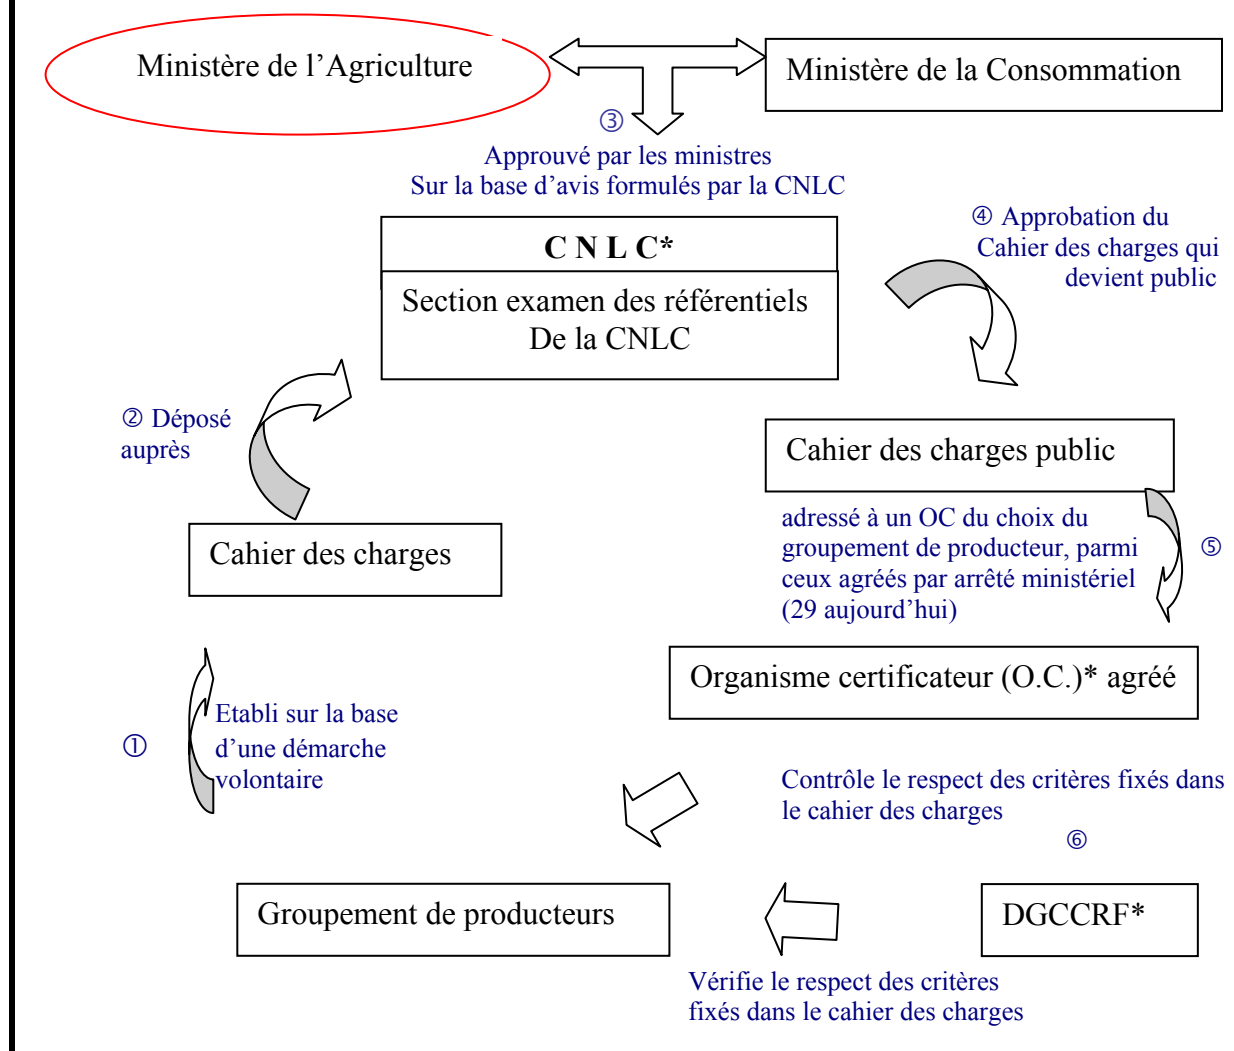 Ministère de l’Agriculture
Ministère de la Consommation
③
Approuvé par les ministres
Sur la base d’avis formulés par la CNLC
C N L C*
Section examen des référentiels
De la CNLC
④ Approbation du
Cahier des charges qui
devient public
② Déposé
auprès
Cahier des charges public
adressé à un OC du choix du
groupement de producteur, parmi
ceux agréés par arrêté ministériel
(29 aujourd’hui)
⑤
Cahier des charges
Organisme certificateur (O.C.)* agréé
①
Etabli sur la base
d’une démarche
volontaire
Contrôle le respect des critères fixés dans
le cahier des charges
⑥
Groupement de producteurs
DGCCRF*
Vérifie le respect des critères
fixés dans le cahier des charges